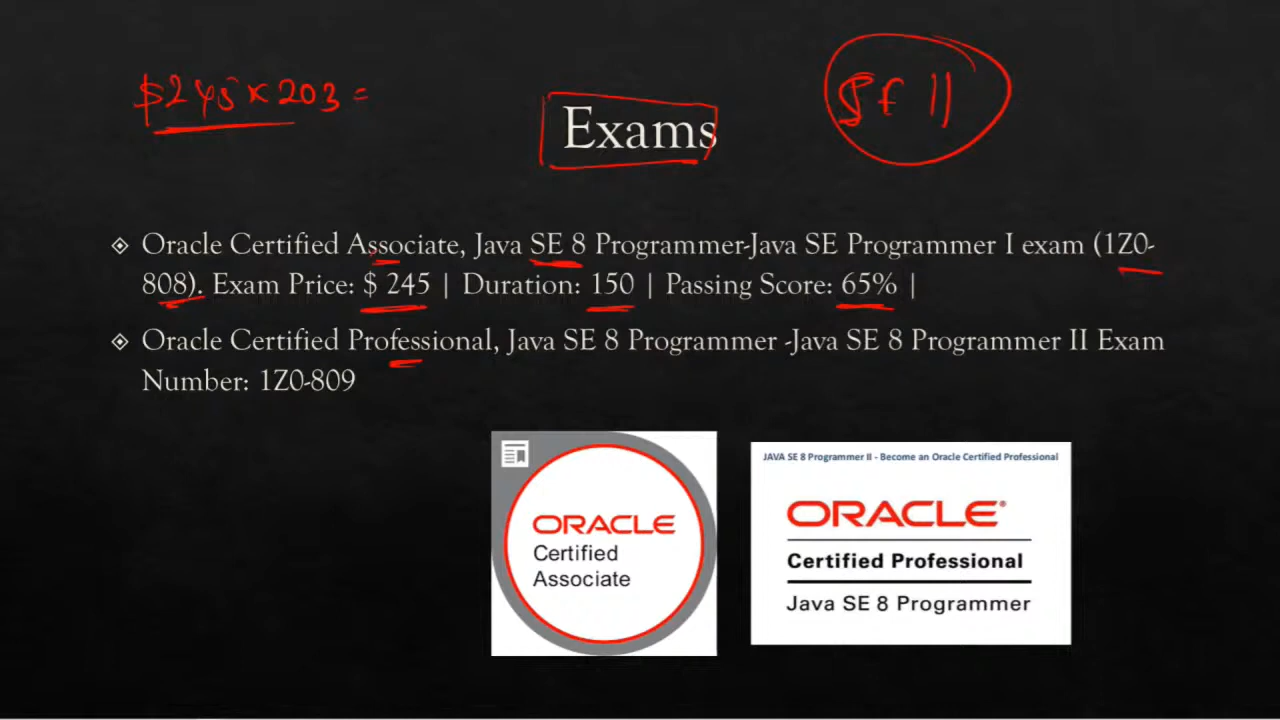 $245 x 203 =
SE 11
Exams
Oracle Certified Associate, Java SE 8 Programmer-Java SE Programmer I exam (1Z0-
808). Exam Price: $ 245 | Duration: 150 | Passing Score: 65% |
Oracle Certified Professional, Java SE 8 Programmer -Java SE 8 Programmer II Exam
Number: 1Z0-809
ORACLE
Certified
Associate
JAVA SE 8 Programmer II - Become an Oracle Certified Professional
ORACLE®
Certified Professional
Java SE 8 Programmer